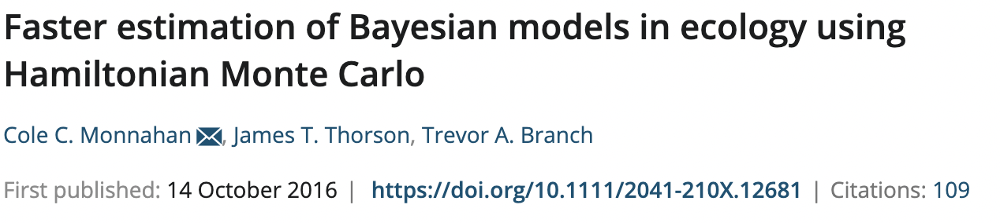 Faster estimation of Bayesian models in ecology using
Hamiltonian Monte Carlo
Cole C. Monnahan, James T. Thorson, Trevor A. Branch
First published: 14 October 2016 | https://doi.org/10.1111/2041-210X.12681 | Citations: 109